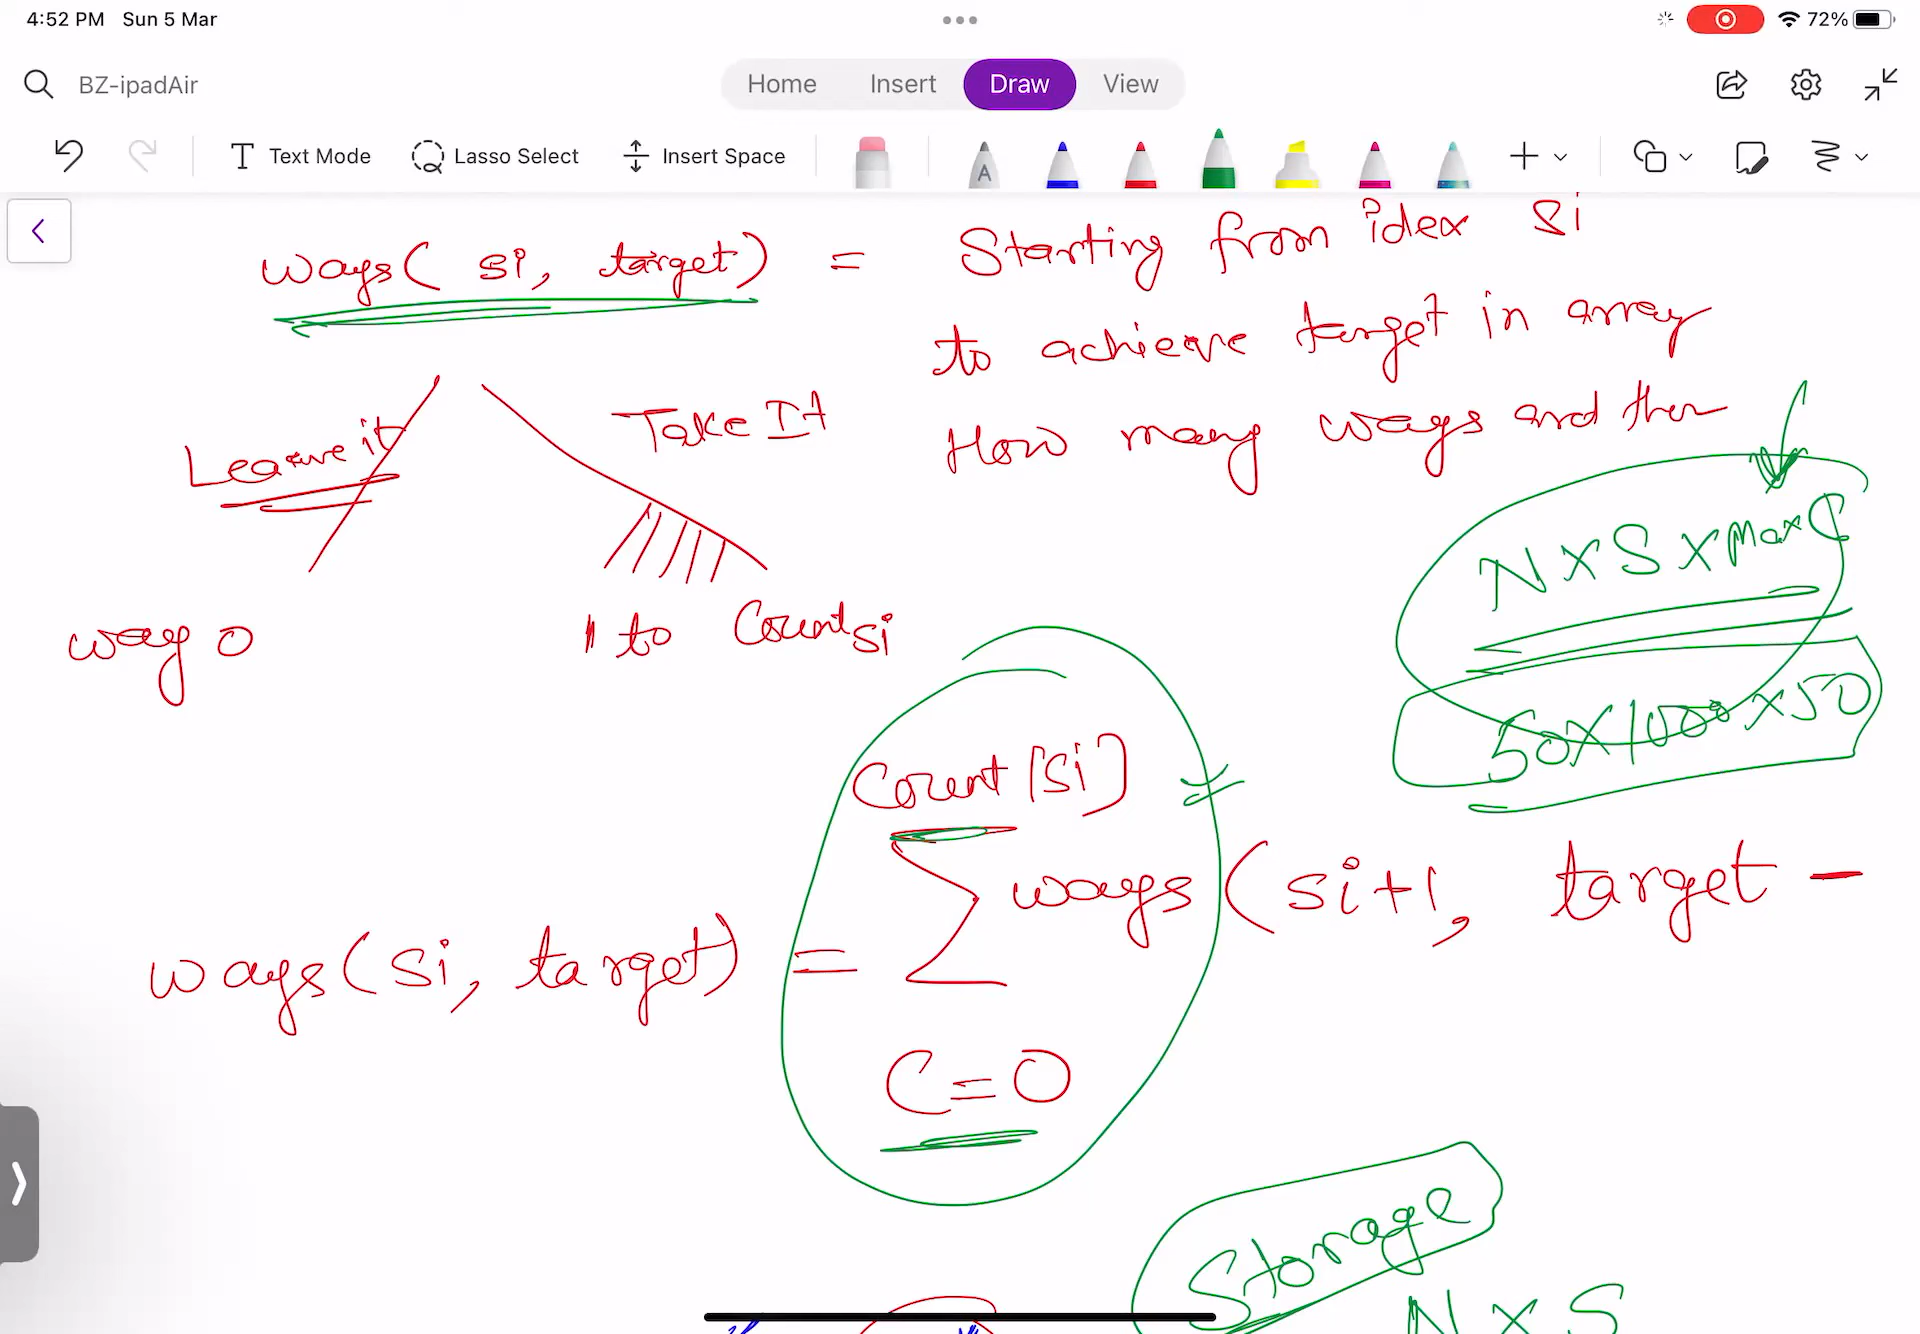 4:52 PM Sun 5 Mar
72%
BZ-ipadAir
Home Insert Draw View
Text Mode Lasso Select Insert Space
A
ways( si, target) = Starting from idex Si
to achieve target in array
How many ways and then
Leave it
Take It
N x S x Max C
way 0
1 to Count si
50 x 1000 x 50
Count [Si]
ways(si, target) = ∑ ways ( si+1, target -
C = 0
Storage
N x S